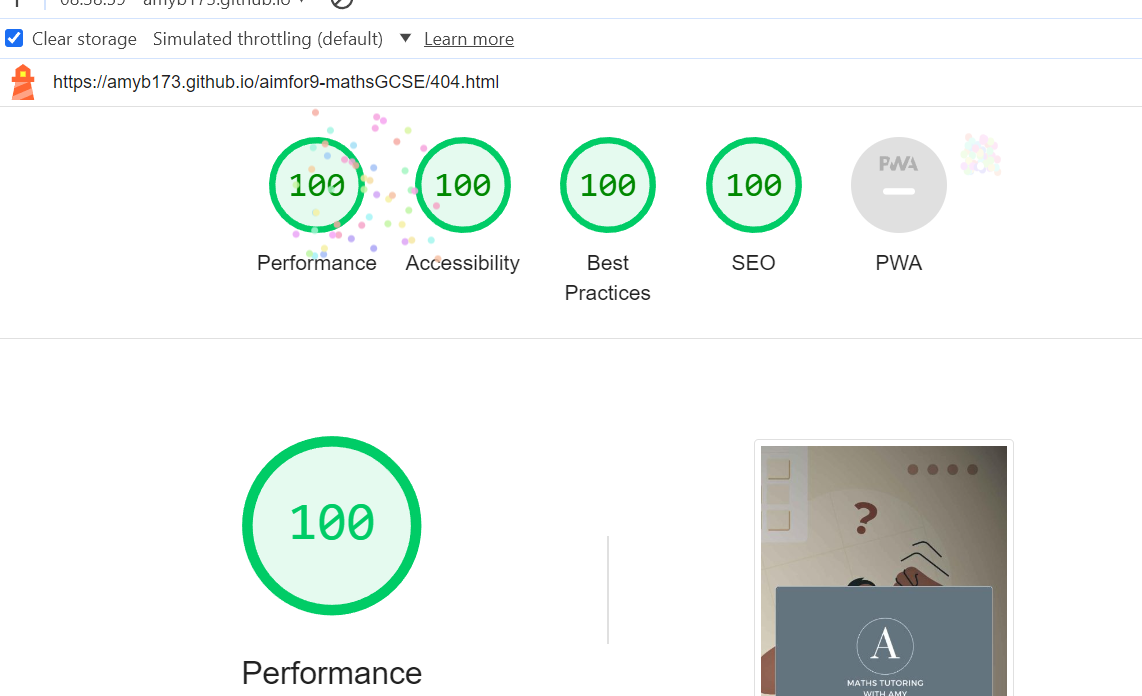 08:38:39 - amyb173.github.io
Clear storage Simulated throttling (default) ▼ Learn more
https://amyb173.github.io/aimfor9-mathsGCSE/404.html
100 100 100 100 PWA
Performance Accessibility Best Practices SEO PWA
100
Performance
?
A
MATHS TUTORING
WITH AMY